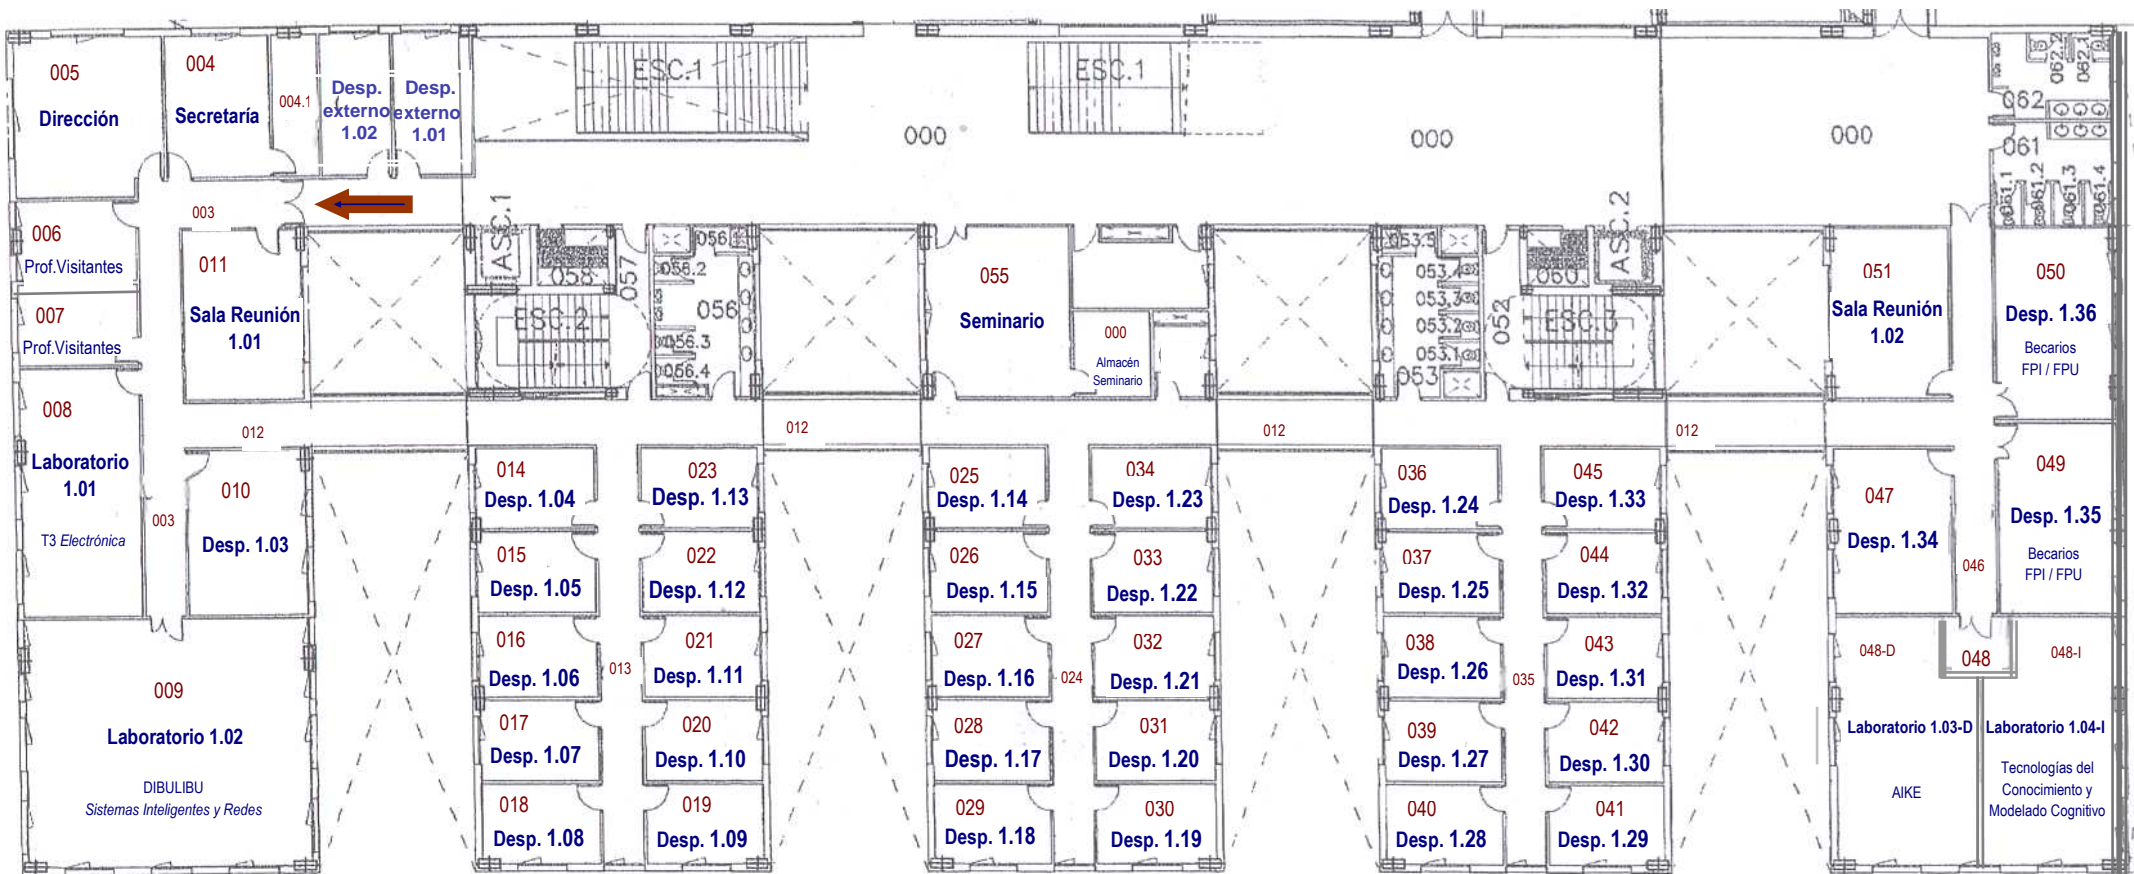 005
Dirección
004
Secretaría
004.1
Desp.
externo
1.02
Desp.
externo
1.01
ESC.1
ESC.1
000
000
000
062.2
062.1
062
061
061.1
061.2
061.3
061.4
003
006
Prof.Visitantes
007
Prof.Visitantes
011
Sala Reunión
1.01
ASC.1
058
057
ESC.2
056.2
056
056.3
056.4
055
Seminario
000
Almacén
Seminario
053.5
053.4
053.3
053.2
053.1
053
052
060
ASC.2
ESC.3
051
Sala Reunión
1.02
050
Desp. 1.36
Becarios
FPI / FPU
008
Laboratorio
1.01
T3 Electrónica
012
012
012
012
003
010
Desp. 1.03
014
Desp. 1.04
023
Desp. 1.13
025
Desp. 1.14
034
Desp. 1.23
036
Desp. 1.24
045
Desp. 1.33
047
Desp. 1.34
049
Desp. 1.35
Becarios
FPI / FPU
046
015
Desp. 1.05
022
Desp. 1.12
026
Desp. 1.15
033
Desp. 1.22
037
Desp. 1.25
044
Desp. 1.32
016
Desp. 1.06
013
021
Desp. 1.11
027
Desp. 1.16
024
032
Desp. 1.21
038
Desp. 1.26
035
043
Desp. 1.31
048-D
048
048-I
009
Laboratorio 1.02
DIBULIBU
Sistemas Inteligentes y Redes
017
Desp. 1.07
020
Desp. 1.10
028
Desp. 1.17
031
Desp. 1.20
039
Desp. 1.27
042
Desp. 1.30
Laboratorio 1.03-D
AIKE
Laboratorio 1.04-I
Tecnologías del
Conocimiento y
Modelado Cognitivo
018
Desp. 1.08
019
Desp. 1.09
029
Desp. 1.18
030
Desp. 1.19
040
Desp. 1.28
041
Desp. 1.29